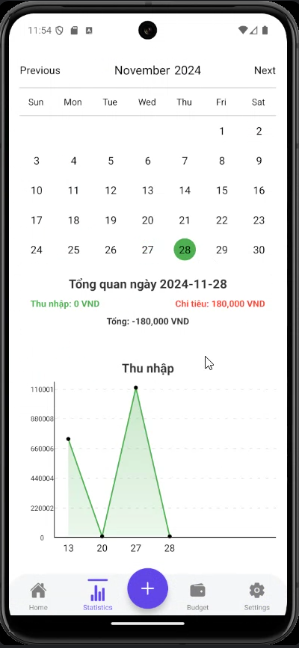 11:54
Previous November 2024 Next
Sun Mon Tue Wed Thu Fri Sat
1 2
3 4 5 6 7 8 9
10 11 12 13 14 15 16
17 18 19 20 21 22 23
24 25 26 27 28 29 30
Tổng quan ngày 2024-11-28
Thu nhập: 0 VND Chi tiêu: 180,000 VND
Tổng: -180,000 VND
Thu nhập
110001
880008
660006
440004
220002
0
13 20 27 28
Home Statistics + Budget Settings